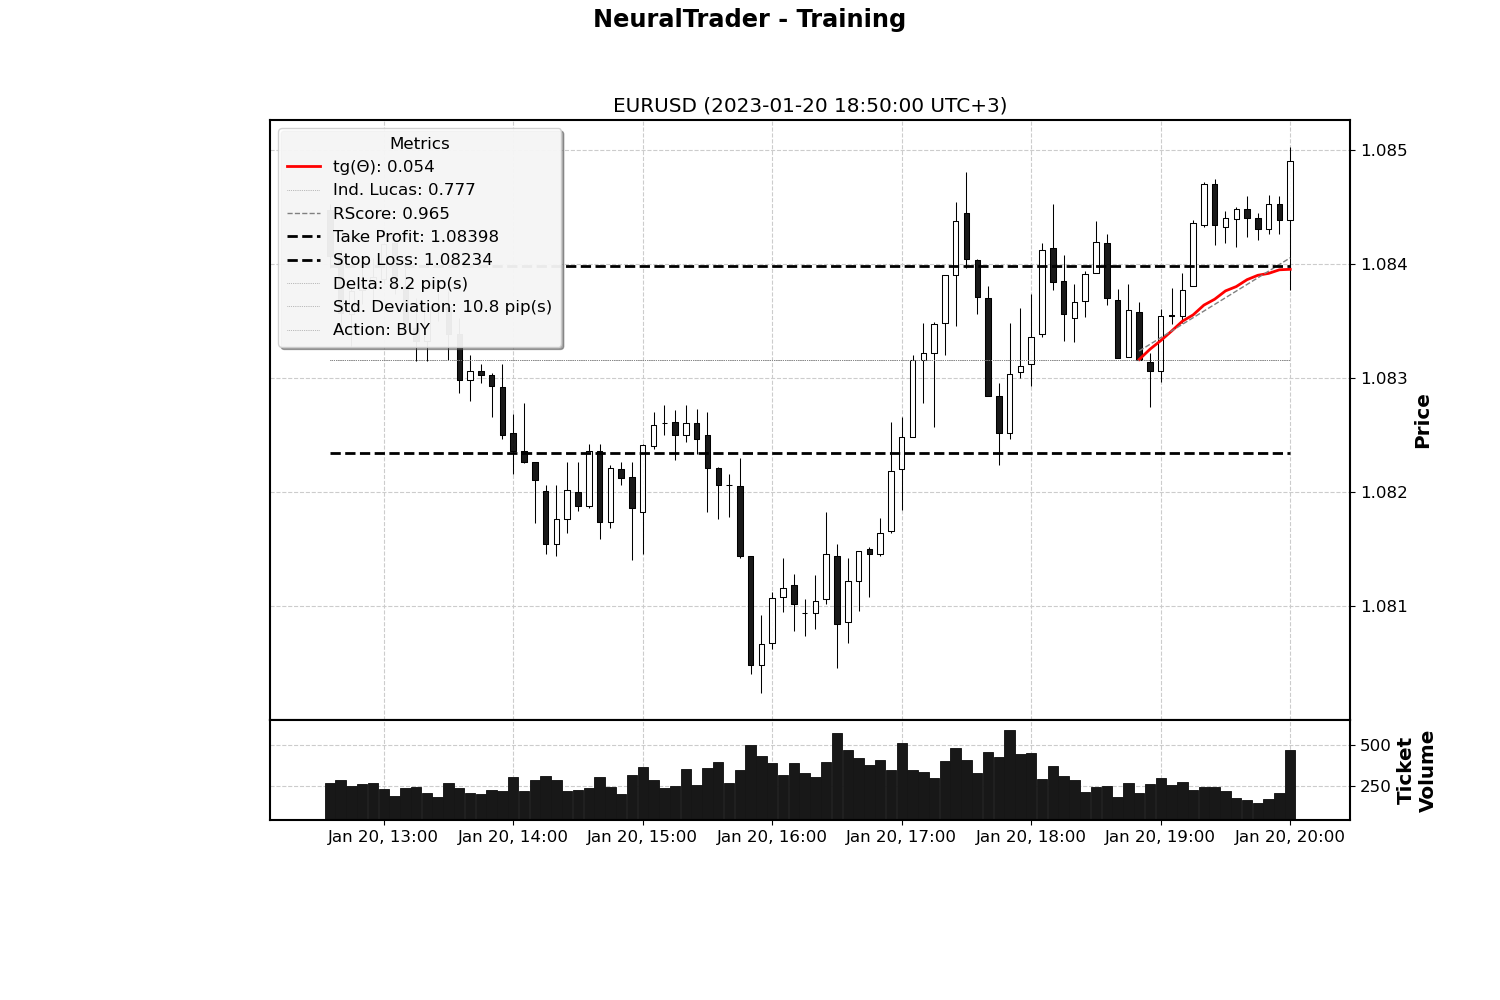 NeuralTrader - Training
EURUSD (2023-01-20 18:50:00 UTC+3)
Metrics
tg(Θ): 0.054
Ind. Lucas: 0.777
RScore: 0.965
Take Profit: 1.08398
Stop Loss: 1.08234
Delta: 8.2 pip(s)
Std. Deviation: 10.8 pip(s)
Action: BUY
1.085
1.084
1.083
1.082
1.081
Price
500
250
Ticket
Volume
Jan 20, 13:00 Jan 20, 14:00 Jan 20, 15:00 Jan 20, 16:00 Jan 20, 17:00 Jan 20, 18:00 Jan 20, 19:00 Jan 20, 20:00